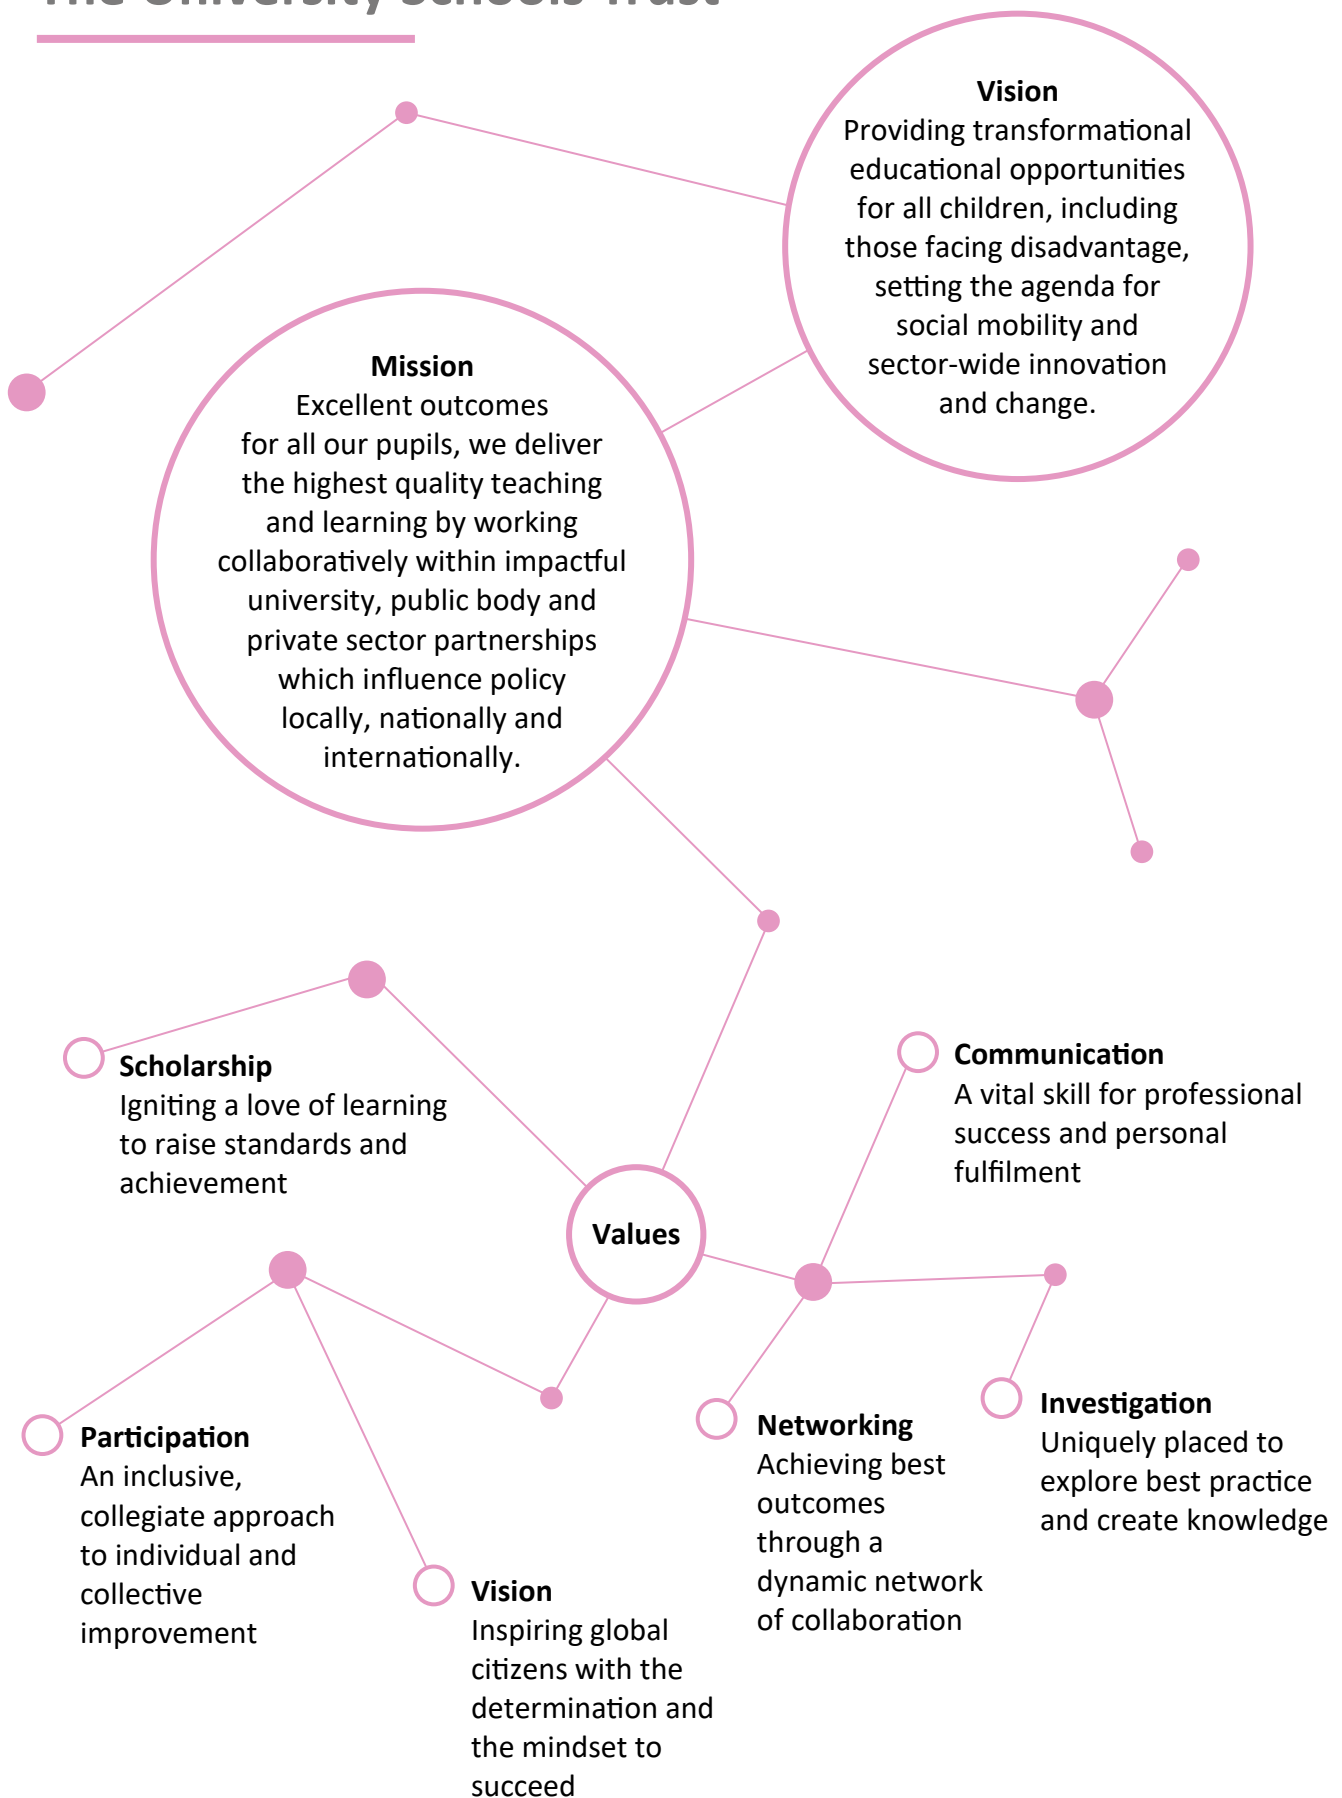 The University Schools Trust
Vision
Providing transformational
educational opportunities
for all children, including
those facing disadvantage,
setting the agenda for
social mobility and
sector-wide innovation
and change.
Mission
Excellent outcomes
for all our pupils, we deliver
the highest quality teaching
and learning by working
collaboratively within impactful
university, public body and
private sector partnerships
which influence policy
locally, nationally and
internationally.
Scholarship
Igniting a love of learning
to raise standards and
achievement
Communication
A vital skill for professional
success and personal
fulfilment
Values
Participation
An inclusive,
collegiate approach
to individual and
collective
improvement
Vision
Inspiring global
citizens with the
determination and
the mindset to
succeed
Networking
Achieving best
outcomes
through a
dynamic network
of collaboration
Investigation
Uniquely placed to
explore best practice
and create knowledge